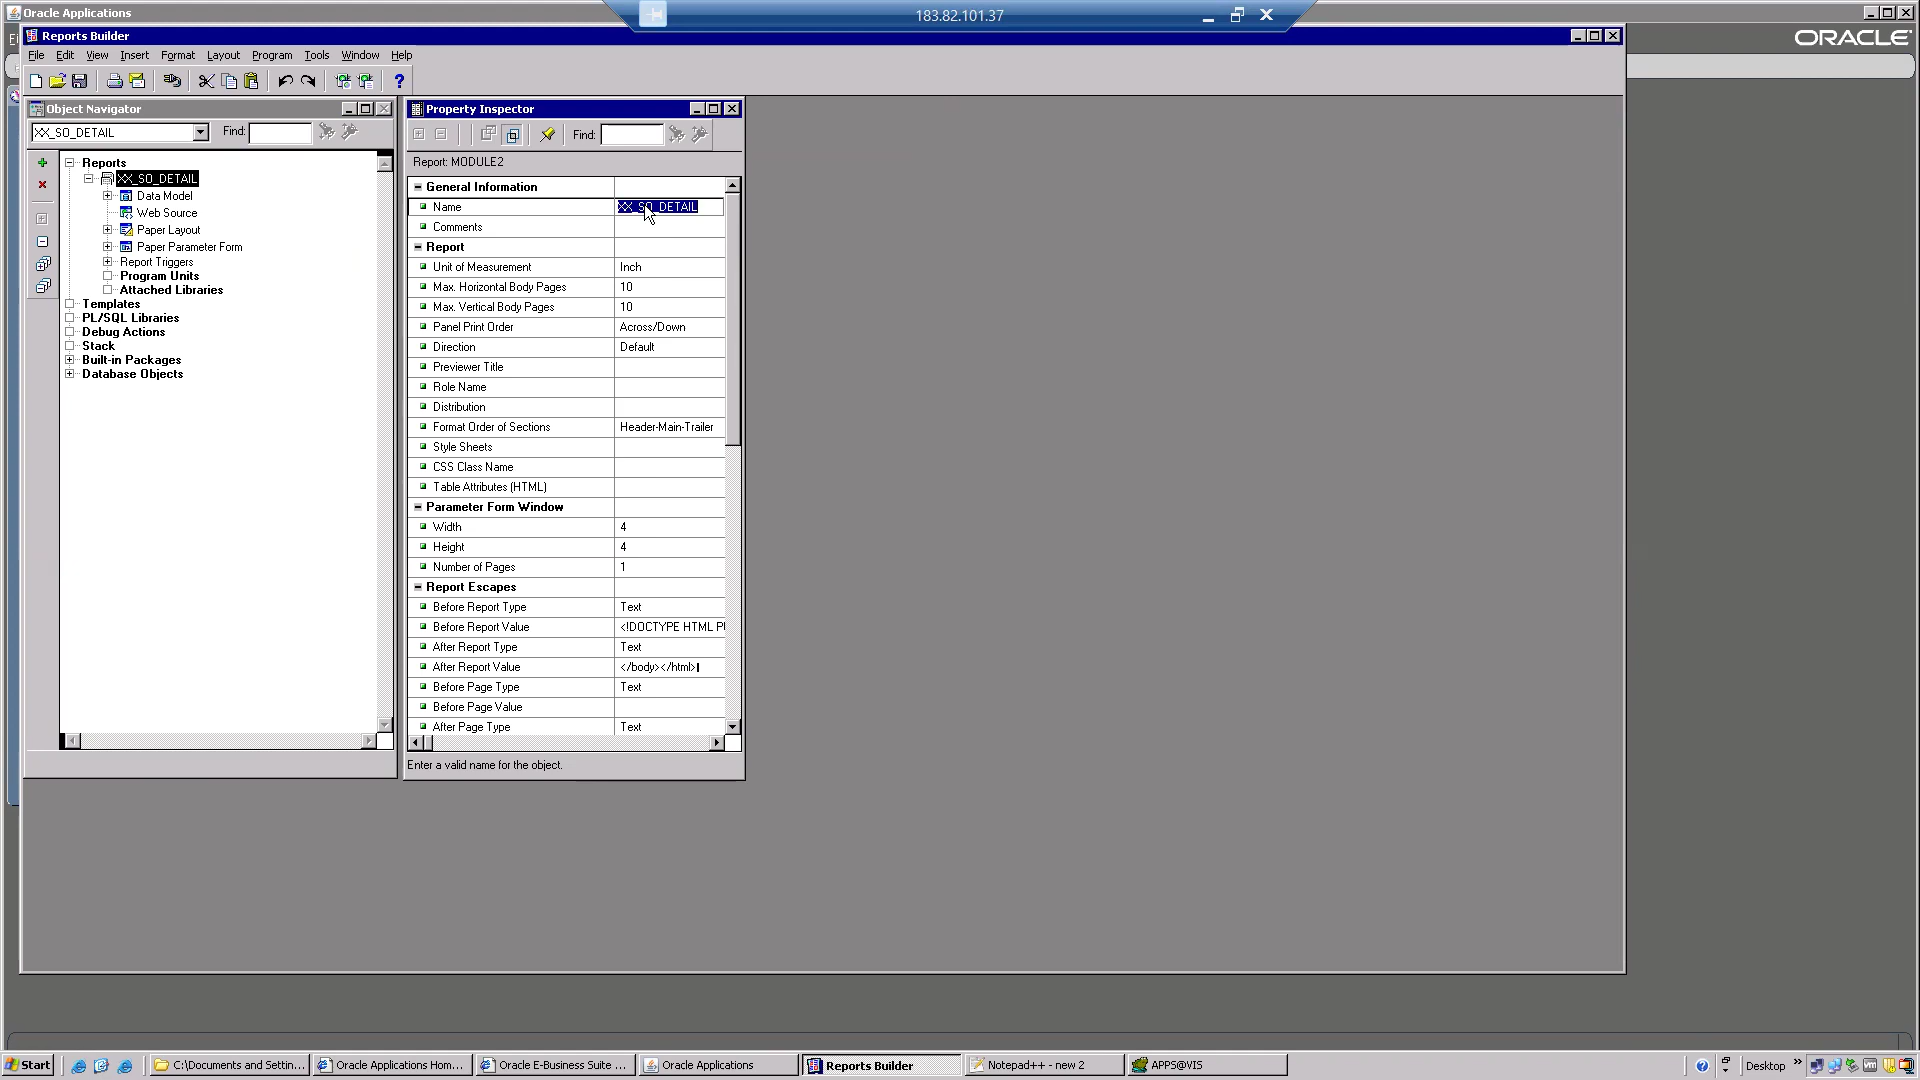 Oracle Applications
183.82.101.37
ORACLE
Reports Builder
File Edit View Insert Format Layout Program Tools Window Help
Object Navigator
XX_SO_DETAIL Find:
Reports
XX_SO_DETAIL
Data Model
Web Source
Paper Layout
Paper Parameter Form
Report Triggers
Program Units
Attached Libraries
Templates
PL/SQL Libraries
Debug Actions
Stack
Built-in Packages
Database Objects
Property Inspector
Find:
Report: MODULE2
General Information
Name XX_SO_DETAIL
Comments
Report
Unit of Measurement Inch
Max. Horizontal Body Pages 10
Max. Vertical Body Pages 10
Panel Print Order Across/Down
Direction Default
Previewer Title
Role Name
Distribution
Format Order of Sections Header-Main-Trailer
Style Sheets
CSS Class Name
Table Attributes (HTML)
Parameter Form Window
Width 4
Height 4
Number of Pages 1
Report Escapes
Before Report Type Text
Before Report Value <!DOCTYPE HTML P
After Report Type Text
After Report Value </body></html>
Before Page Type Text
Before Page Value
After Page Type Text
Enter a valid name for the object.
Start C:\Documents and Settin... Oracle Applications Hom... Oracle E-Business Suite ... Oracle Applications Reports Builder Notepad++ - new 2 APPS@VIS Desktop